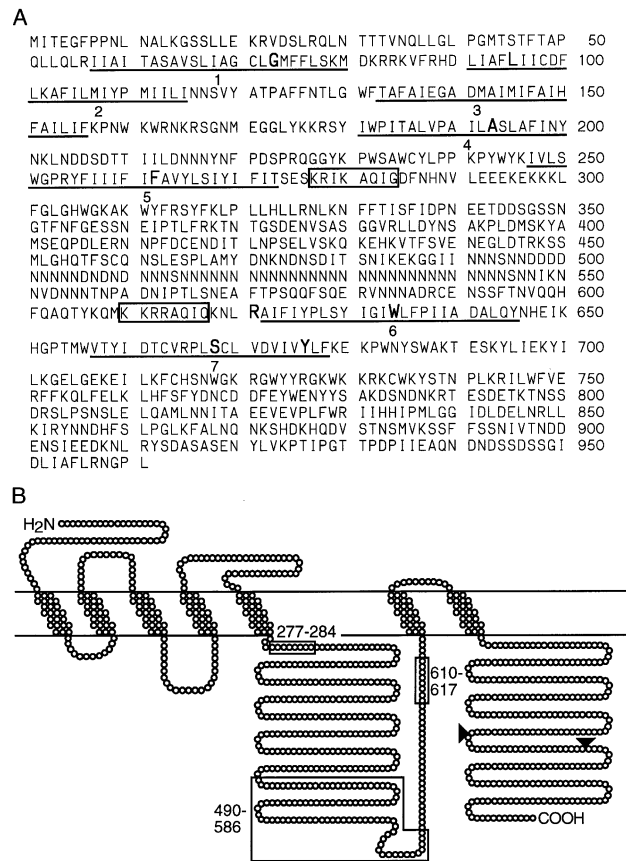 A
MITEGFPPNL NALKGSSLLE KRVDSLRQLN TTTVNQLLGL PGMTSTFTAP 50
QLLQLRIIAI TASAVSLIAG CLGMFFLSKM DKRRKVFRHD LIAFLIICDF 100
1
LKAFILMIYP MIILINNSVY ATPAFFNTLG WFTAFAIEGA DMAIMIFAIH 150
2 3
FAILIFKPNW KWRNKRSGNM EGGLYKKRSY IWPITALVPA ILASLAFINY 200
4
NKLNDDSDTT IILDNNNYNF PDSPRQGGYK PWSAWCYLPP KPYWYKIVLS 250
WGPRYFIIIF IFAVYLSIYI FITSESKRIK AQIGDFNHNV LEEEKEKKKL 300
5
FGLGHWGKAK WYFRSYFKLP LLHLLRNLKN FFTISFIDPN EETDDSGSSN 350
GTFNFGESSN EIPTLFRKTN TGSDENVSAS GGVRLLDYNS AKPLDMSKYA 400
MSEQPDLERN NPFDCENDIT LNPSELVSKQ KEHKVTFSVE NEGLDTRKSS 450
MLGHQTFSCQ NSLESPLAMY DNKNDNSDIT SNIKEKGGII NNNSNNDDDD 500
NNNNNDNDND NNNSNNNNNN NNNNNNNNNN NNNNNNNNNN NNNNSNNIKN 550
NVDNNNTNPA DNIPTLSNEA FTPSQQFSQE RVNNNADRCE NSSFTNVQQH 600
FQAQTYKQMK KRRAQIQKNL RAIFIYPLSY IGIWLFPIIA DALQYNHEIK 650
6
HGPTMWVTYI DTCVRPLSCL VDVIVYLFKE KPWNYSWAKT ESKYLIEKYI 700
7
LKGELGEKEI LKFCHSNWGK RGWYYRGKWK KRKCWKYSTN PLKRILWFVE 750
RFFKQLFELK LHFSFYDNCD DFEYWENYYS AKDSNDNKRT ESDETKTNSS 800
DRSLPSNSLE LQAMLNNITA EEVEVPLFWR IIHHIPMLGG IDLDELNRLL 850
KIRYNNDHFS LPGLKFALNQ NKSHDKHQDV STNSMVKSSF FSSNIVTNDD 900
ENSIEEDKNL RYSDASASEN YLVKPTIPGT TPDPIIEAQN DNDSSDSSGI 950
DLIAFLRNGP L
B
H2N
277-284
610-
617
490-
586
COOH